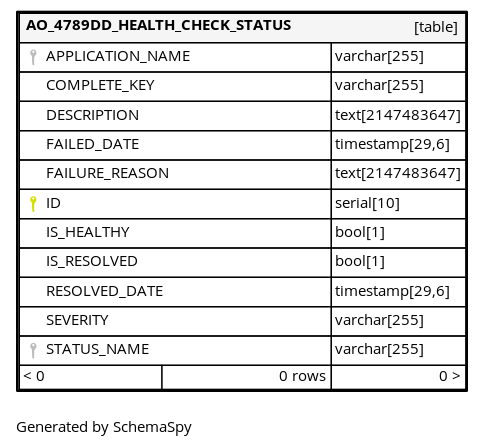 AO_4789DD_HEALTH_CHECK_STATUS [table]
APPLICATION_NAME varchar[255]
COMPLETE_KEY varchar[255]
DESCRIPTION text[2147483647]
FAILED_DATE timestamp[29,6]
FAILURE_REASON text[2147483647]
ID serial[10]
IS_HEALTHY bool[1]
IS_RESOLVED bool[1]
RESOLVED_DATE timestamp[29,6]
SEVERITY varchar[255]
STATUS_NAME varchar[255]
< 0 0 rows 0 >
Generated by SchemaSpy